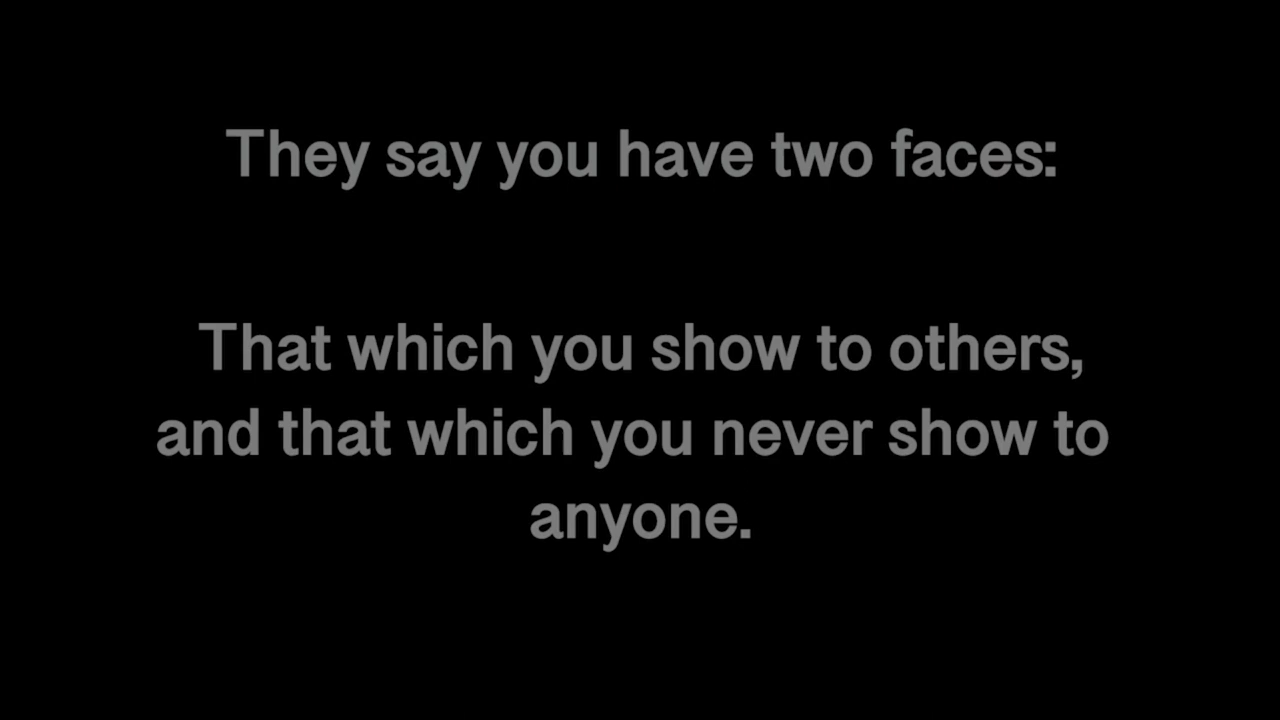 They say you have two faces:
That which you show to others,
and that which you never show to
anyone.